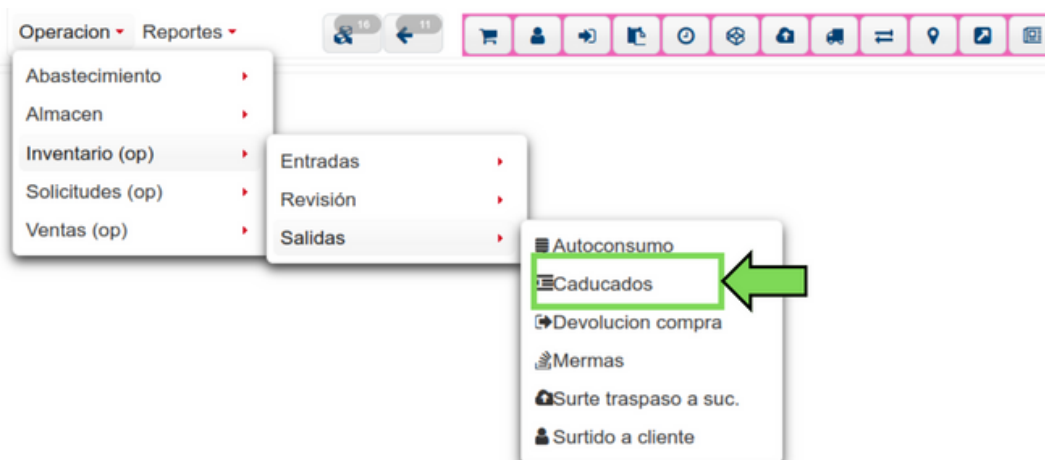 Operacion Reportes 16 11
Abastecimiento
Almacen
Inventario (op)
Solicitudes (op)
Ventas (op)
Entradas
Revisión
Salidas
Autoconsumo
Caducados
Devolucion compra
Mermas
Surte traspaso a suc.
Surtido a cliente